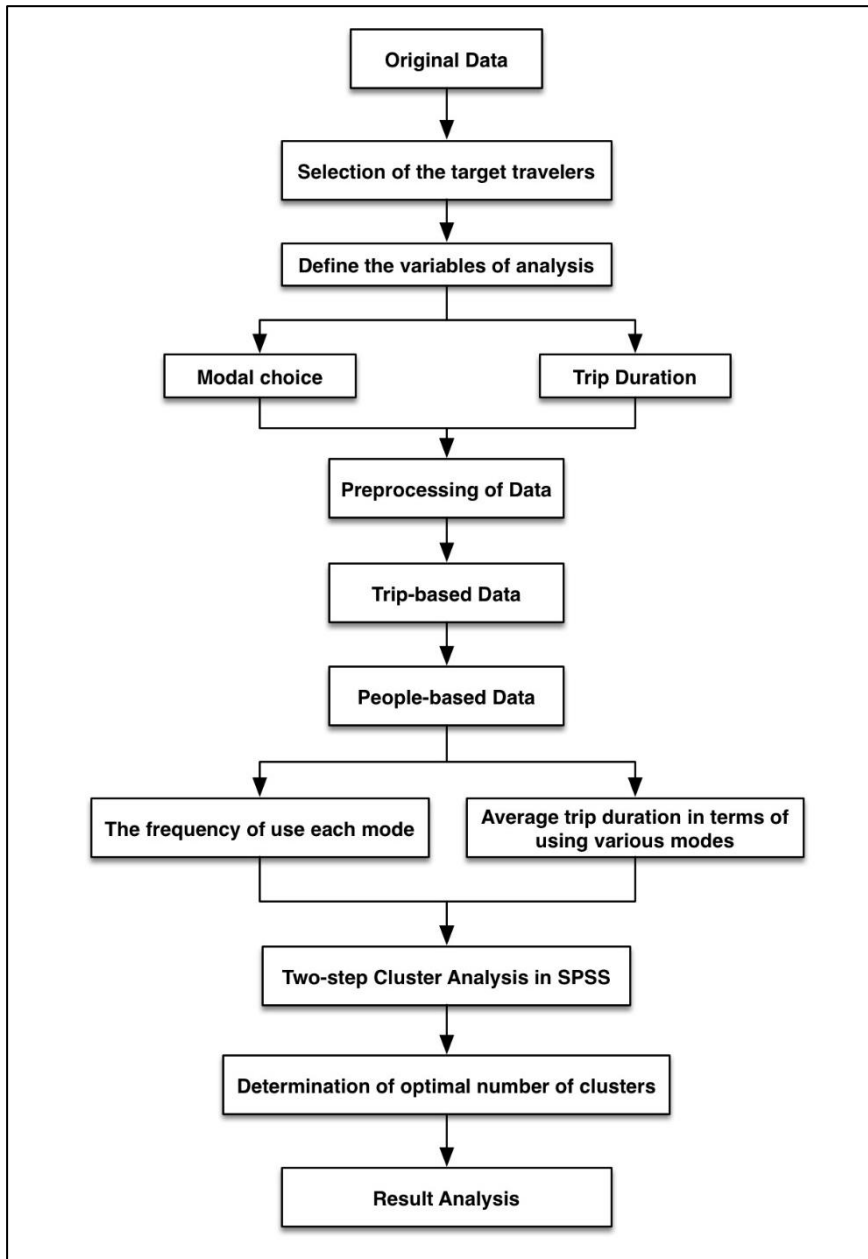 Original Data
Selection of the target travelers
Define the variables of analysis
Modal choice
Trip Duration
Preprocessing of Data
Trip-based Data
People-based Data
The frequency of use each mode
Average trip duration in terms of
using various modes
Two-step Cluster Analysis in SPSS
Determination of optimal number of clusters
Result Analysis